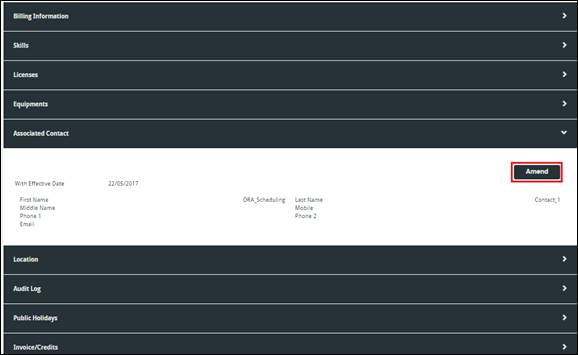 Billing Information
Skills
Licenses
Equipments
Associated Contact
Amend
With Effective Date 22/05/2017
First Name ORA_Scheduling Last Name Contact_1
Middle Name Mobile
Phone 1 Phone 2
Email
Location
Audit Log
Public Holidays
Invoice/Credits